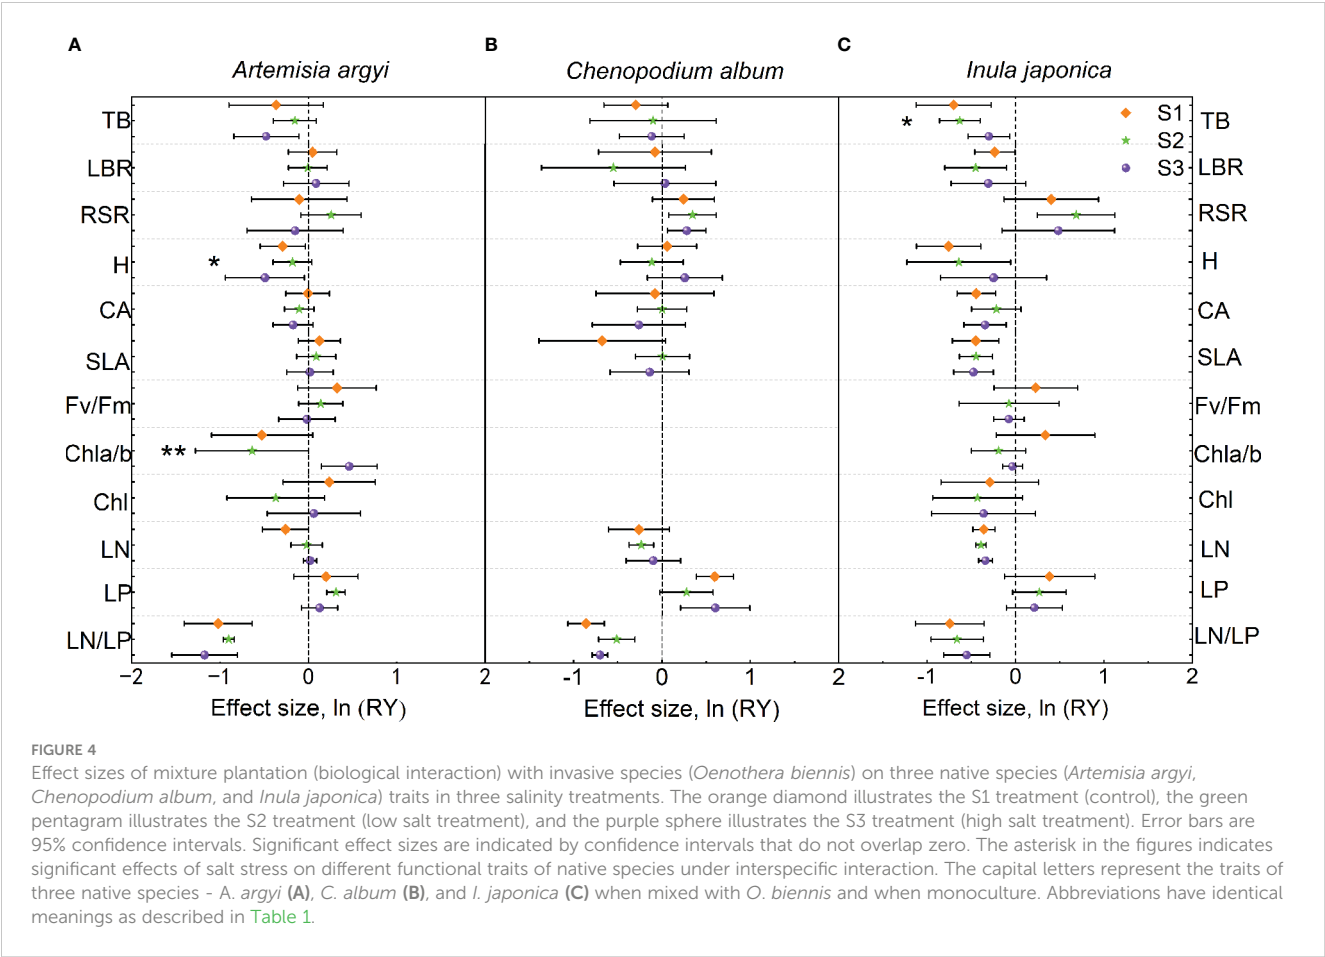 A
B
C
Artemisia argyi
Chenopodium album
Inula japonica
TB
LBR
RSR
H
*
CA
SLA
Fv/Fm
Chla/b
**
Chl
LN
LP
LN/LP
S1
S2
S3
*
TB
LBR
RSR
H
CA
SLA
Fv/Fm
Chla/b
Chl
LN
LP
LN/LP
−2 −1 0 1 2
-1 0 1 2
-1 0 1 2
Effect size, ln (RY)
Effect size, ln (RY)
Effect size, ln (RY)
FIGURE 4
Effect sizes of mixture plantation (biological interaction) with invasive species (Oenothera biennis) on three native species (Artemisia argyi,
Chenopodium album, and Inula japonica) traits in three salinity treatments. The orange diamond illustrates the S1 treatment (control), the green
pentagram illustrates the S2 treatment (low salt treatment), and the purple sphere illustrates the S3 treatment (high salt treatment). Error bars are
95% confidence intervals. Significant effect sizes are indicated by confidence intervals that do not overlap zero. The asterisk in the figures indicates
significant effects of salt stress on different functional traits of native species under interspecific interaction. The capital letters represent the traits of
three native species - A. argyi (A), C. album (B), and I. japonica (C) when mixed with O. biennis and when monoculture. Abbreviations have identical
meanings as described in Table 1.